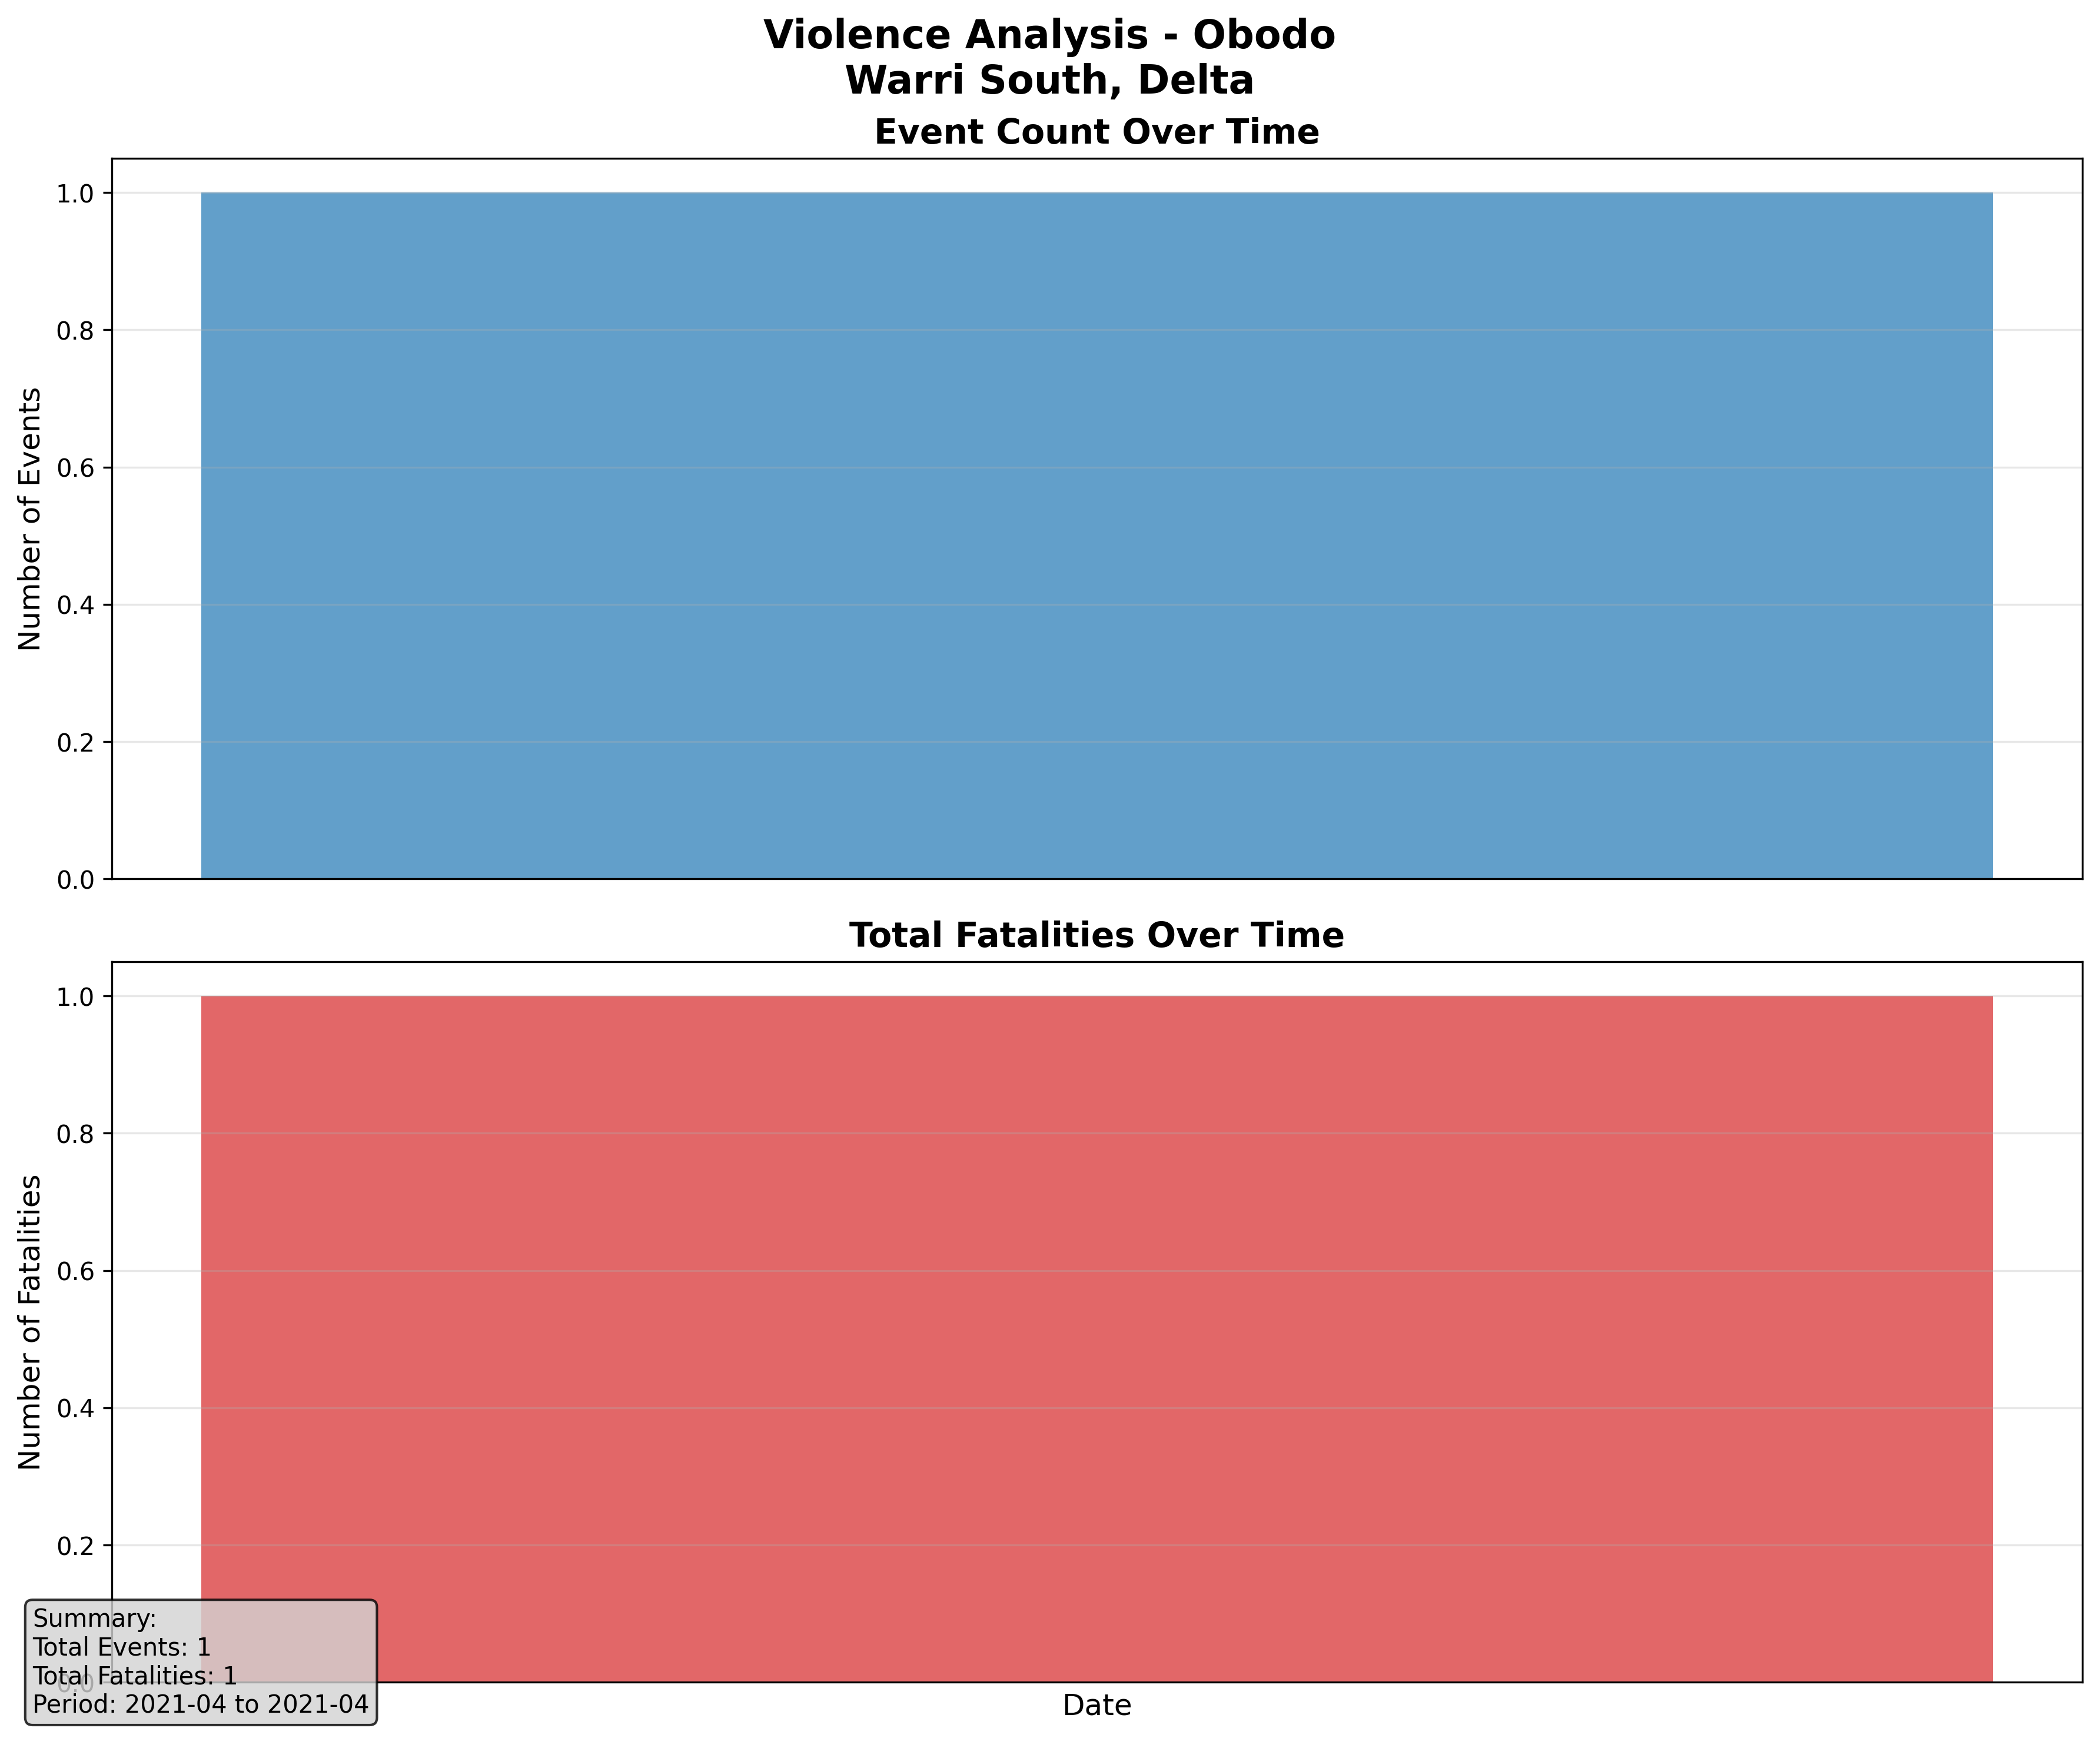 Violence Analysis - Obodo
Warri South, Delta
Event Count Over Time
1.0
0.8
0.6
0.4
0.2
0.0
Number of Events
Total Fatalities Over Time
1.0
0.8
0.6
0.4
0.2
0.0
Number of Fatalities
Summary:
Total Events: 1
Total Fatalities: 1
Period: 2021-04 to 2021-04
Date